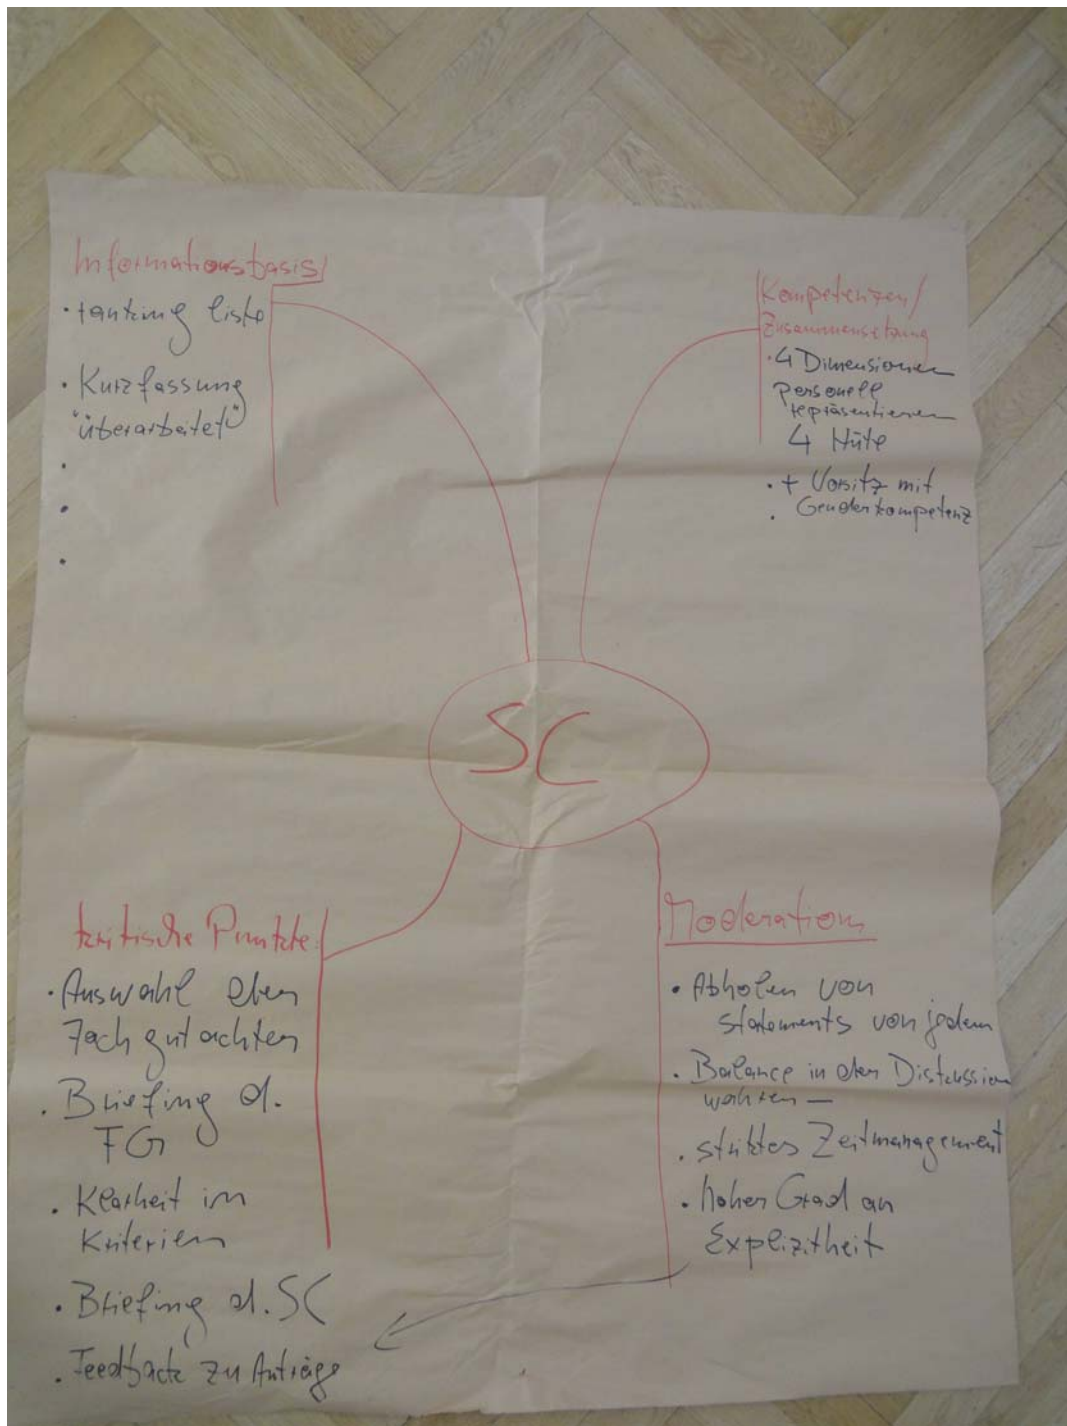 Informationsbasis
• ranking liste
• Kurzfassung
"überarbeitet"
•
•
•
Kompetenzen/
Zusammensetzung
• 4 Dimensionen
personell
repräsentieren
4 Hüte
• + Vorsitz mit
Genderkompetenz
•
SC
kritische Punkte:
• Auswahl der
Fachgutachter
• Briefing d.
FG
• Klarheit in
Kriterien
• Briefing d. SC
• Feedback zu Anträge
Moderation
• Abholen von
statements von jedem
• Balance in der Diskussion
wahren —
• striktes Zeitmanagement
• hoher Grad an
Explizitheit